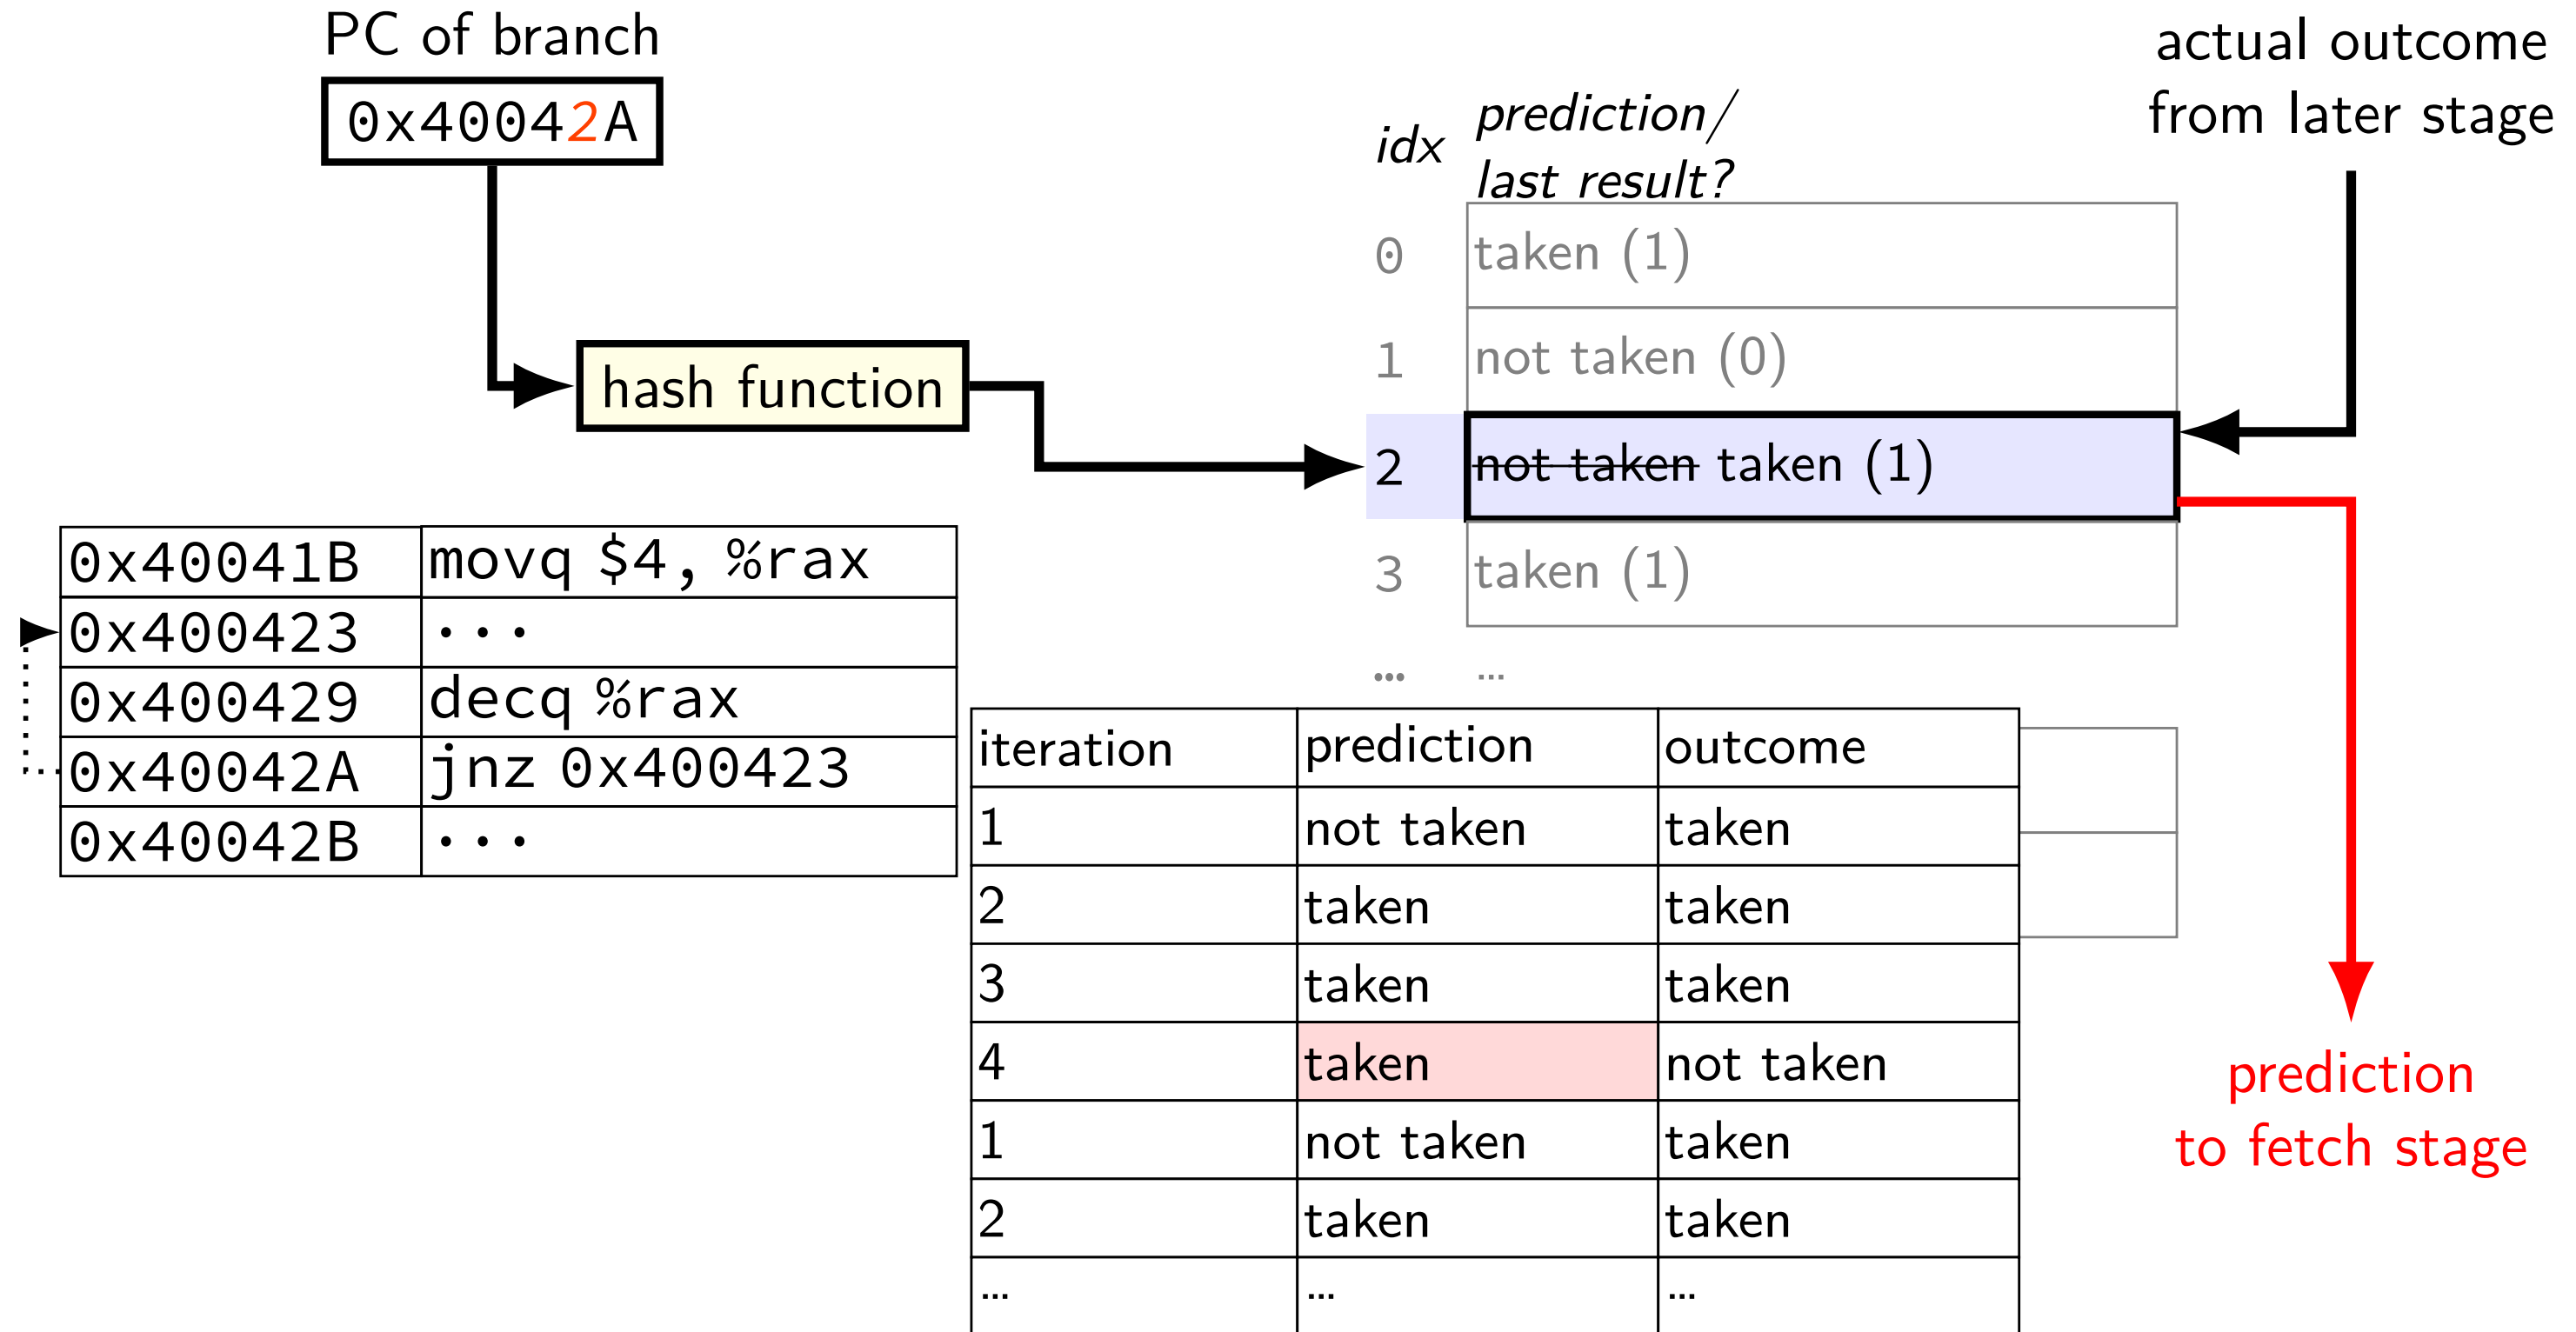 PC of branch
0x40042A
hash function
idx
prediction/
last result?
0 taken (1)
1 not taken (0)
2 not taken taken (1)
3 taken (1)
… …
actual outcome
from later stage
prediction
to fetch stage
0x40041B movq $4, %rax
0x400423 ...
0x400429 decq %rax
0x40042A jnz 0x400423
0x40042B ...
iteration prediction outcome
1 not taken taken
2 taken taken
3 taken taken
4 taken not taken
1 not taken taken
2 taken taken
… … …